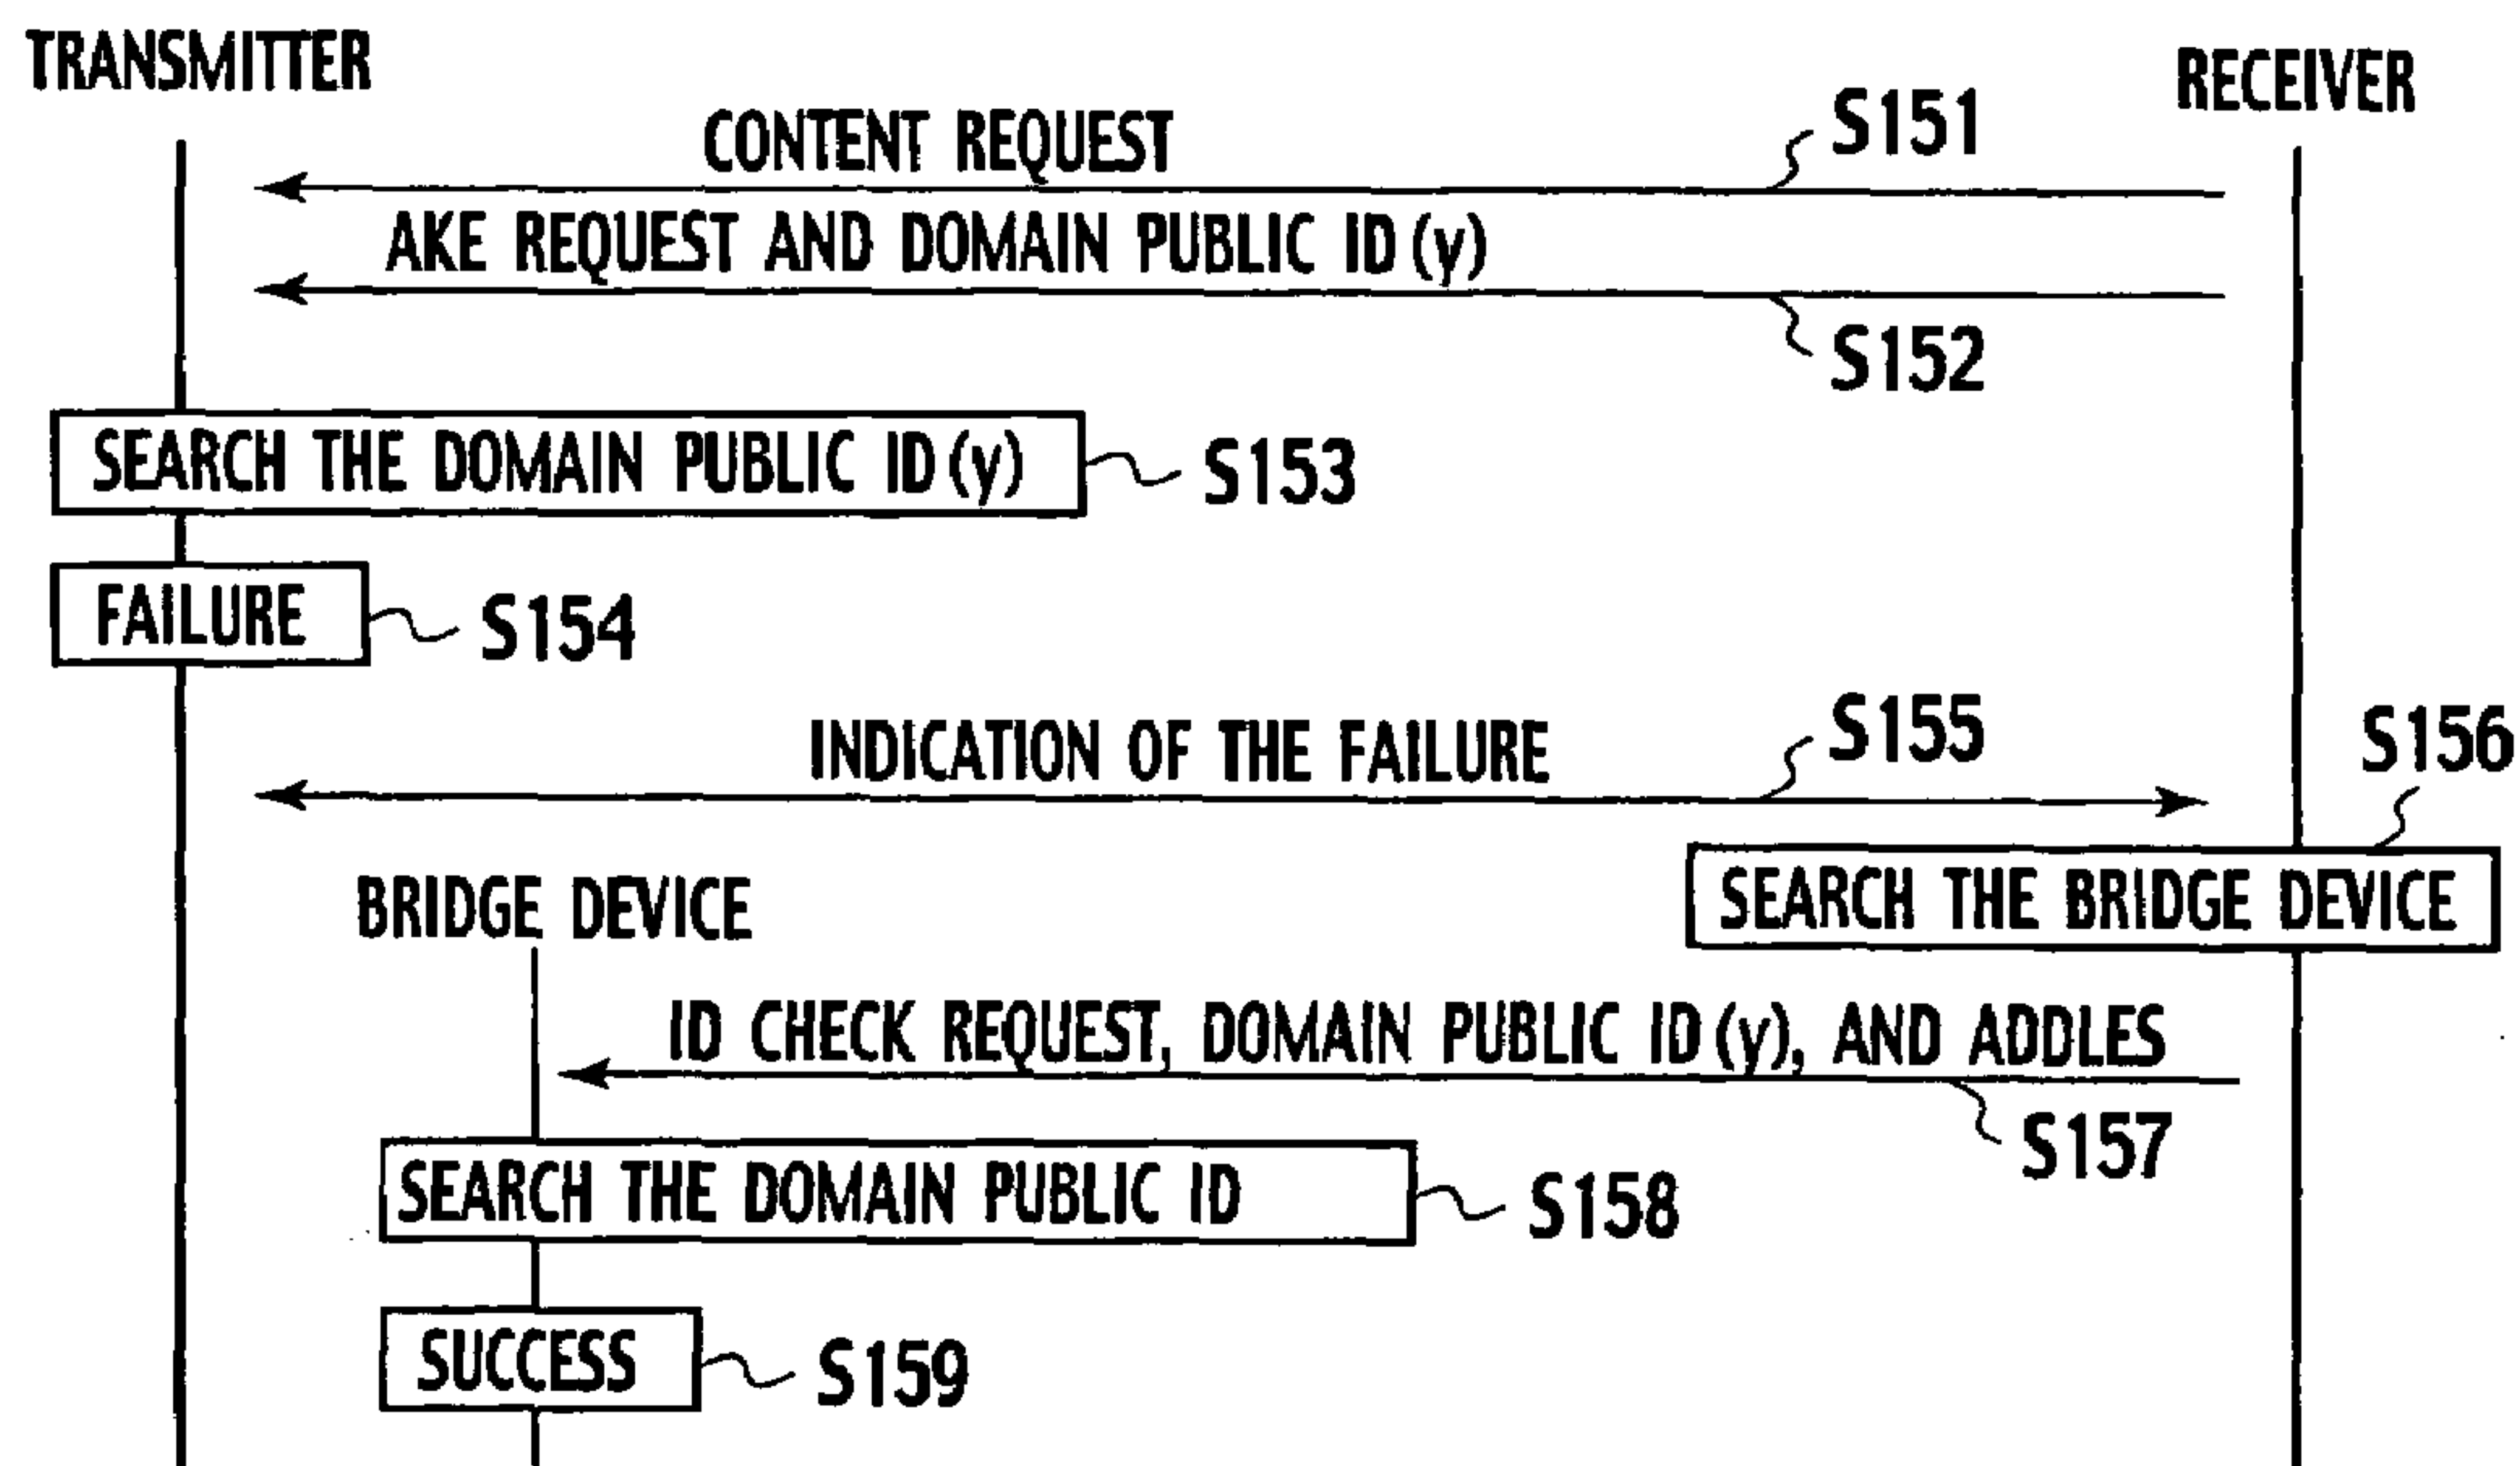 TRANSMITTER
RECEIVER
CONTENT REQUEST
S151
AKE REQUEST AND DOMAIN PUBLIC ID(y)
S152
SEARCH THE DOMAIN PUBLIC ID(y)
S153
FAILURE
S154
INDICATION OF THE FAILURE
S155
S156
SEARCH THE BRIDGE DEVICE
BRIDGE DEVICE
ID CHECK REQUEST, DOMAIN PUBLIC ID(y), AND ADDLES
S157
SEARCH THE DOMAIN PUBLIC ID
S158
SUCCESS
S159